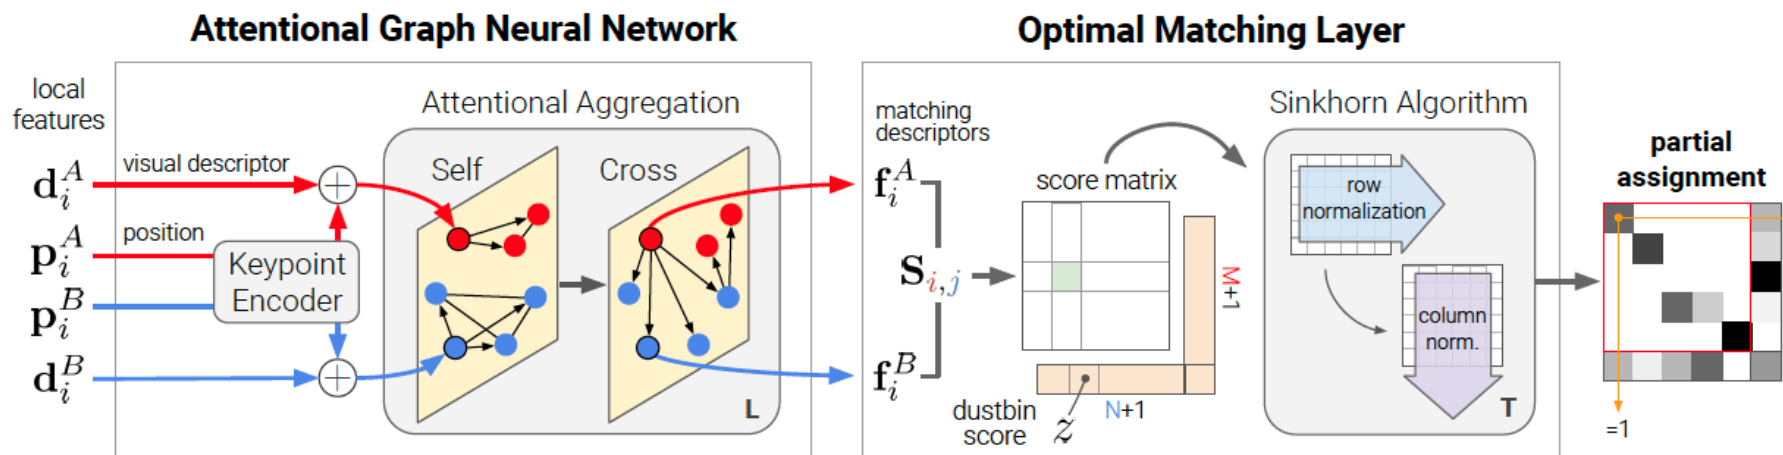 Attentional Graph Neural Network
Optimal Matching Layer
local
features
Attentional Aggregation
matching
descriptors
Sinkhorn Algorithm
visual descriptor
position
d_i^A
p_i^A
p_i^B
d_i^B
+
+
Keypoint
Encoder
Self
Cross
L
f_i^A
S_{i,j}
f_i^B
score matrix
M+1
N+1
dustbin
score
z
row
normalization
column
norm.
T
partial
assignment
=1